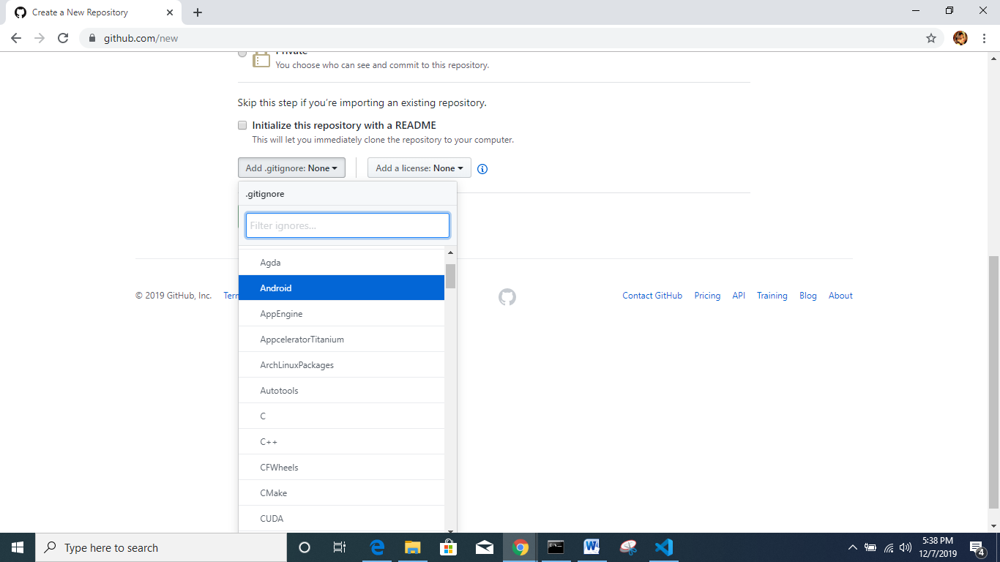 Create a New Repository
github.com/new
Private
You choose who can see and commit to this repository.
Skip this step if you're importing an existing repository.
Initialize this repository with a README
This will let you immediately clone the repository to your computer.
Add .gitignore: None
Add a license: None
.gitignore
Filter ignores...
Agda
Android
AppEngine
AppceleratorTitanium
ArchLinuxPackages
Autotools
C
C++
CFWheels
CMake
CUDA
© 2019 GitHub, Inc.
Contact GitHub Pricing API Training Blog About
Type here to search
5:38 PM
12/7/2019
4